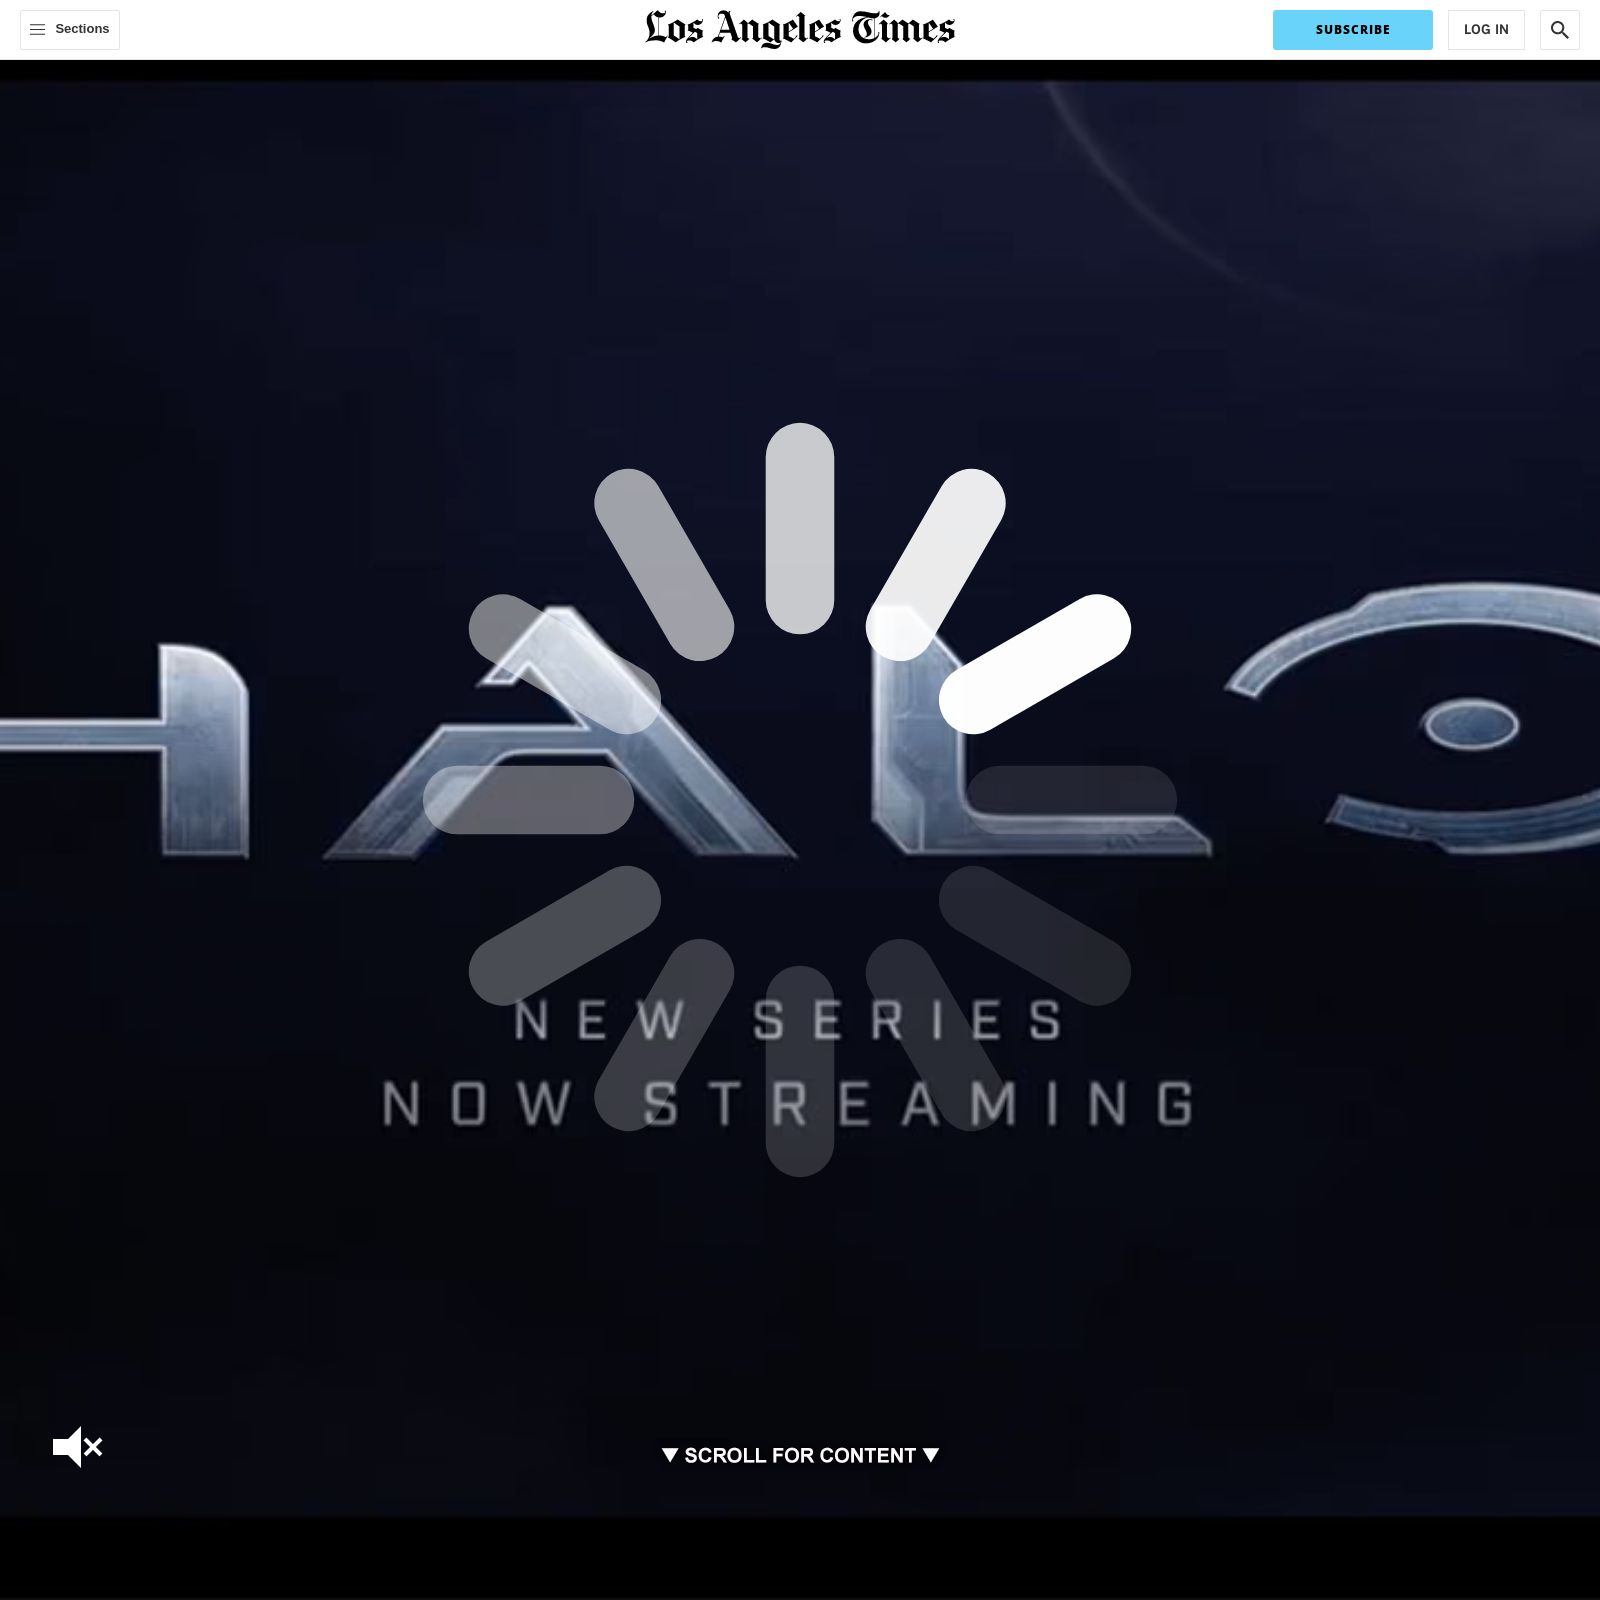 Sections
Los Angeles Times
SUBSCRIBE
LOG IN
HALO
NEW SERIES
NOW STREAMING
▼ SCROLL FOR CONTENT ▼